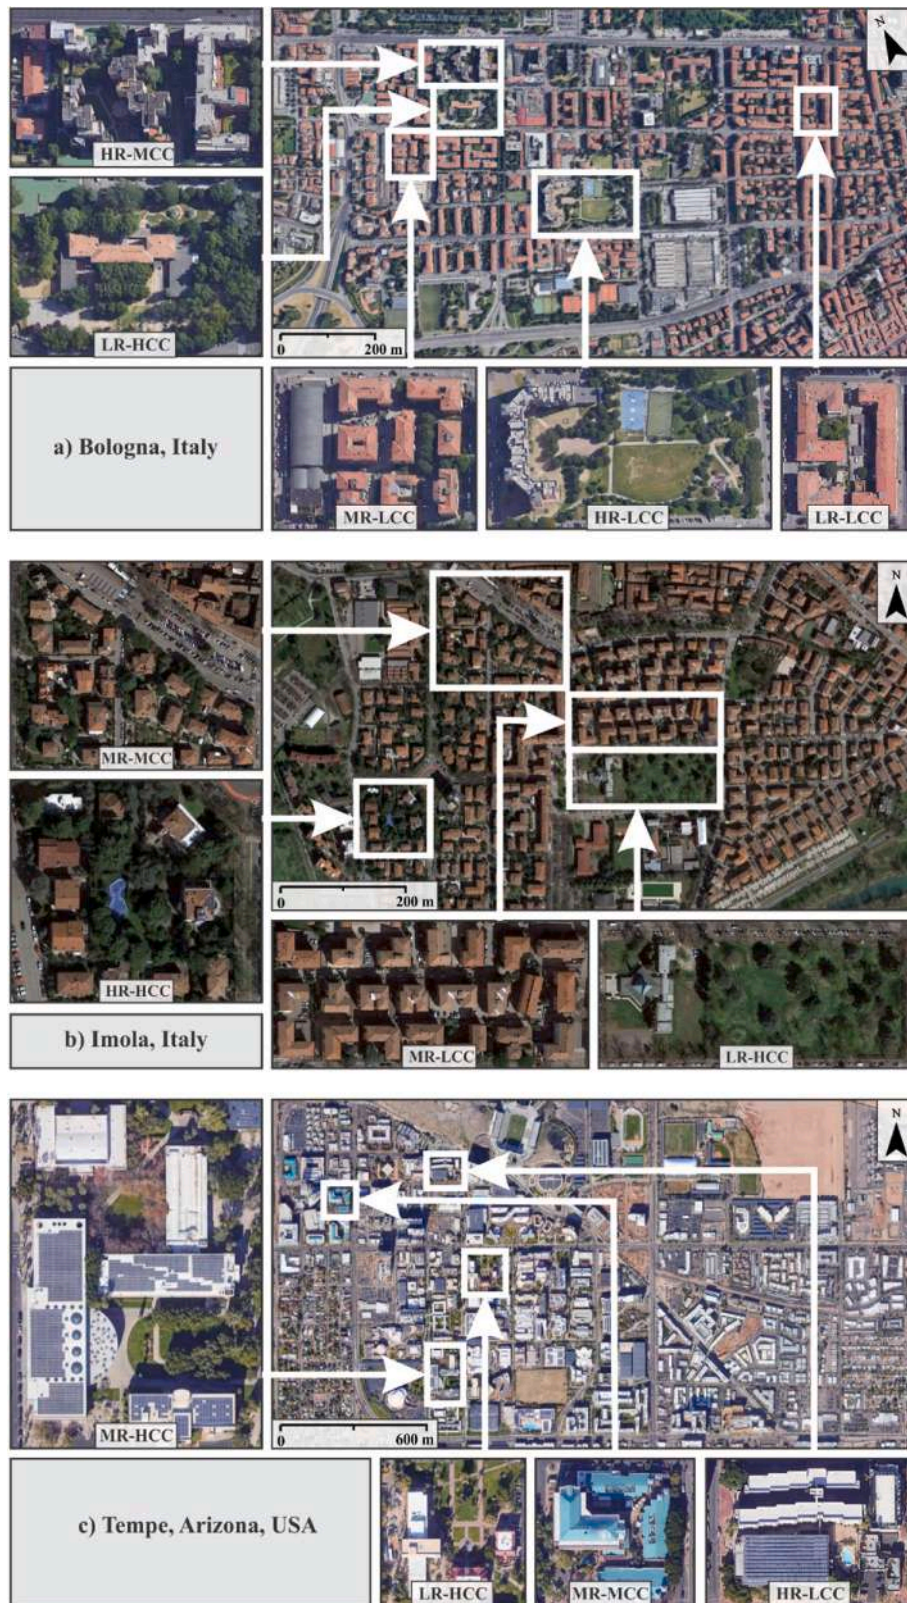 N
HR-MCC
LR-HCC
0 200 m
a) Bologna, Italy
MR-LCC
HR-LCC
LR-LCC
N
MR-MCC
HR-HCC
0 200 m
b) Imola, Italy
MR-LCC
LR-HCC
N
MR-HCC
0 600 m
c) Tempe, Arizona, USA
LR-HCC
MR-MCC
HR-LCC